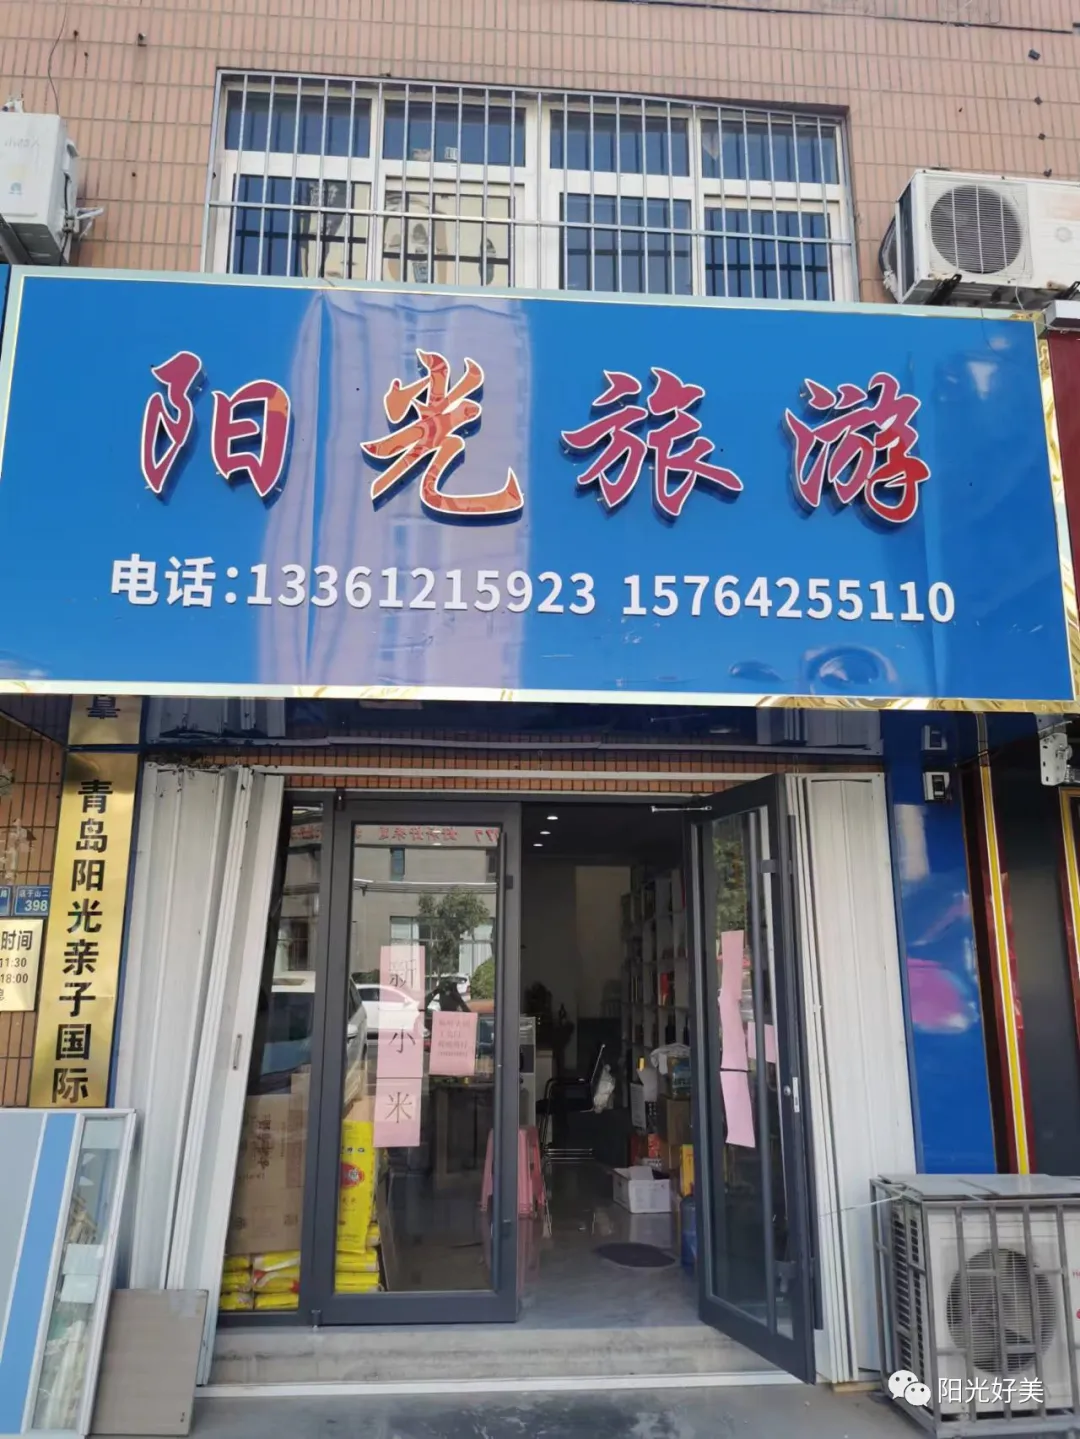 阳光旅游
电话:13361215923 15764255110
青岛阳光亲子国际
398
时间
11:30
18:00
新小米
阳光好美